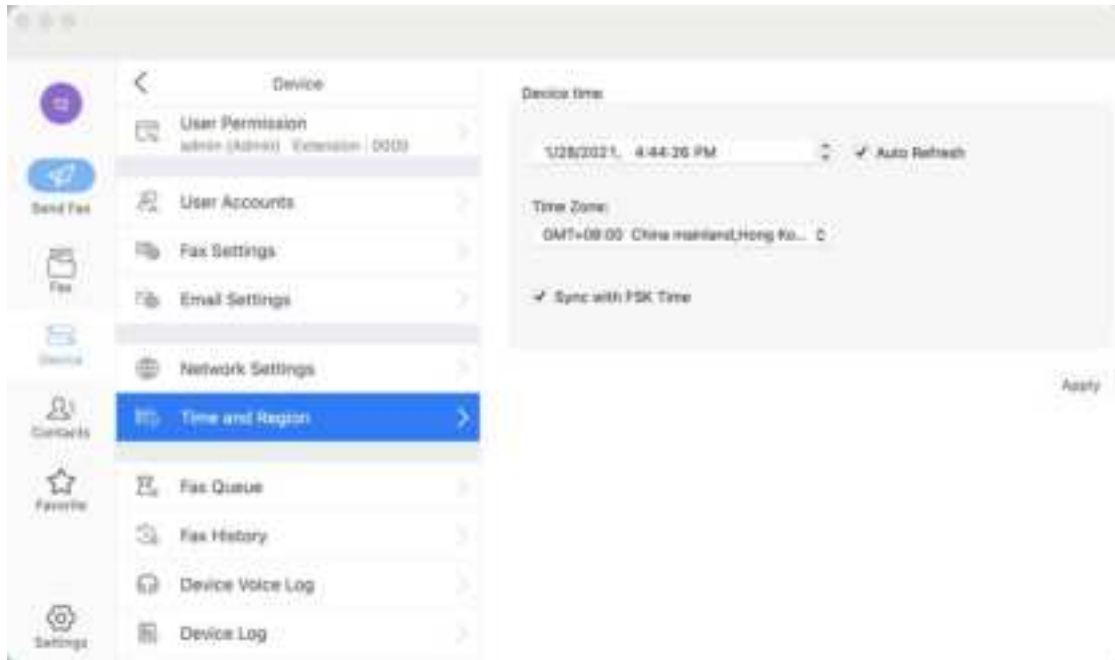 Send Fax
Fax
Device
Contacts
Favorite
Settings
Device
User Permission
admin (Admin) Extension : 0000
User Accounts
Fax Settings
Email Settings
Network Settings
Time and Region
Fax Queue
Fax History
Device Voice Log
Device Log
Device time
1/28/2021, 4:44:26 PM
Auto Refresh
Time Zone:
GMT+08:00 China mainland,Hong Ko...
Sync with FSK Time
Apply